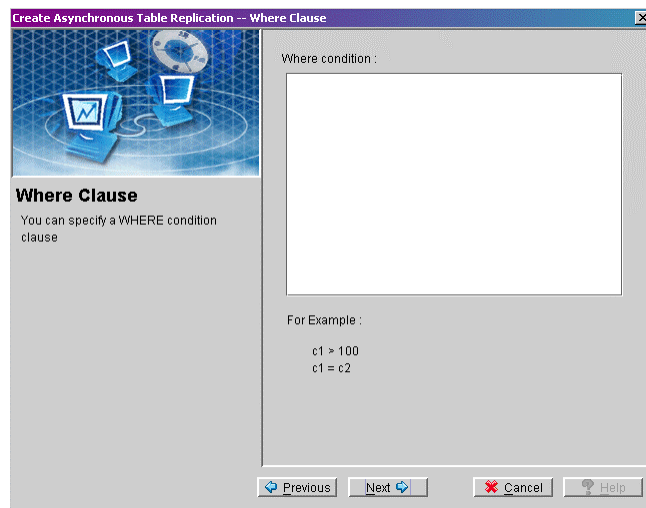 Create Asynchronous Table Replication -- Where Clause
Where condition :
Where Clause
You can specify a WHERE condition
clause
For Example :
c1 > 100
c1 = c2
Previous
Next
Cancel
Help